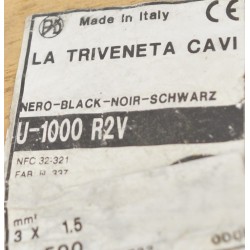 Made in Italy CE
LA TRIVENETA CAVI
NERO-BLACK-NOIR-SCHWARZ
U-1000 R2V
NFC 32-321
mm²
3 X 1.5